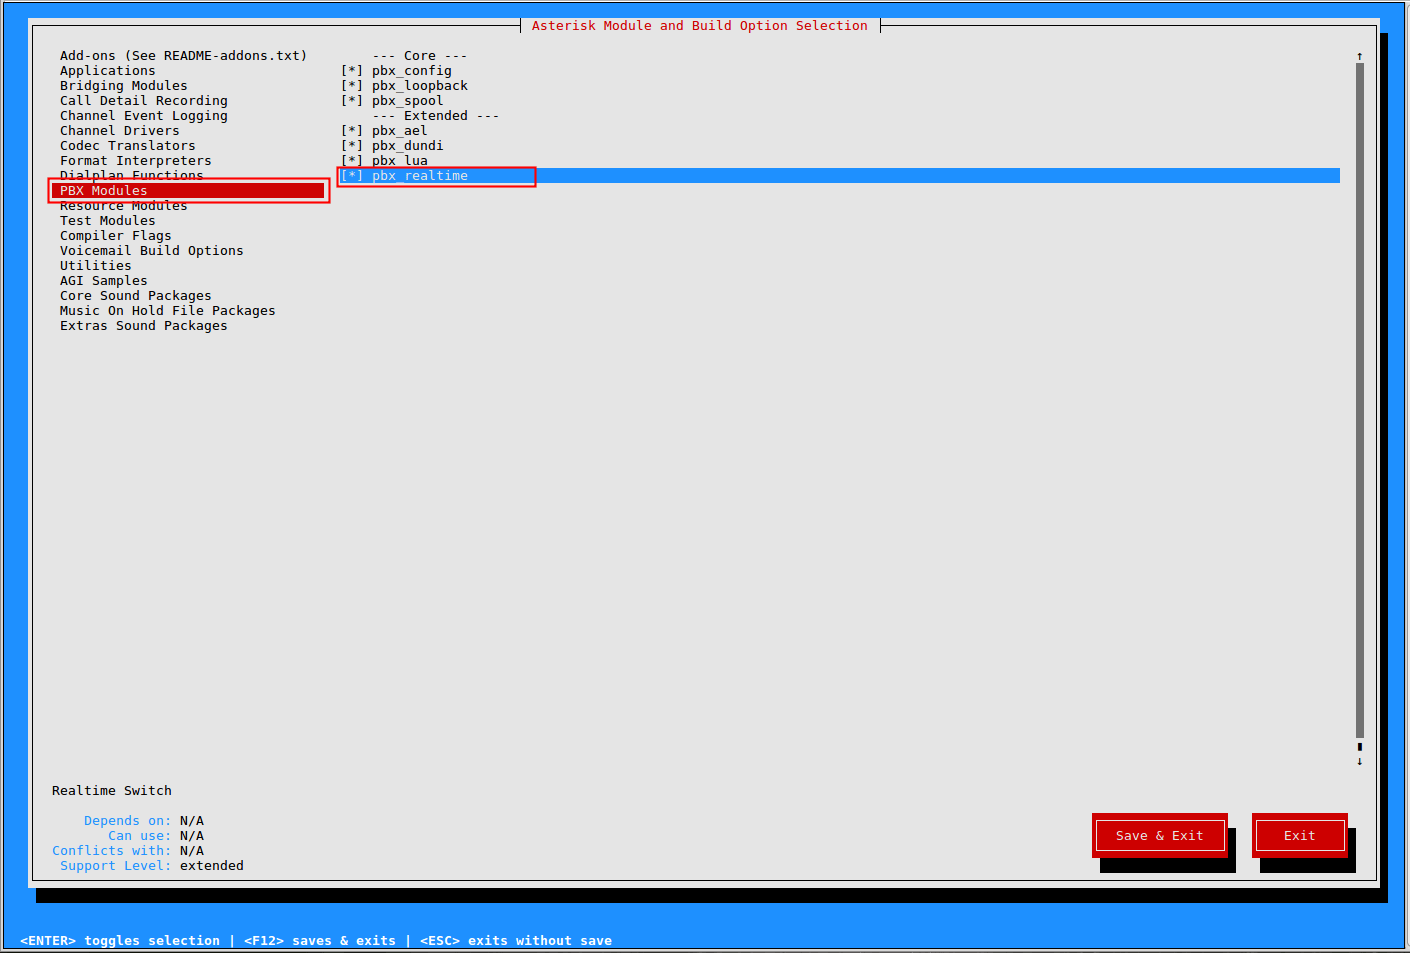 Asterisk Module and Build Option Selection
Add-ons (See README-addons.txt)
Applications
Bridging Modules
Call Detail Recording
Channel Event Logging
Channel Drivers
Codec Translators
Format Interpreters
Dialplan Functions
PBX Modules
Resource Modules
Test Modules
Compiler Flags
Voicemail Build Options
Utilities
AGI Samples
Core Sound Packages
Music On Hold File Packages
Extras Sound Packages
--- Core ---
[*] pbx_config
[*] pbx_loopback
[*] pbx_spool
--- Extended ---
[*] pbx_ael
[*] pbx_dundi
[*] pbx_lua
[*] pbx_realtime
↑
↓
Realtime Switch
Depends on: N/A
Can use: N/A
Conflicts with: N/A
Support Level: extended
Save & Exit
Exit
<ENTER> toggles selection | <F12> saves & exits | <ESC> exits without save